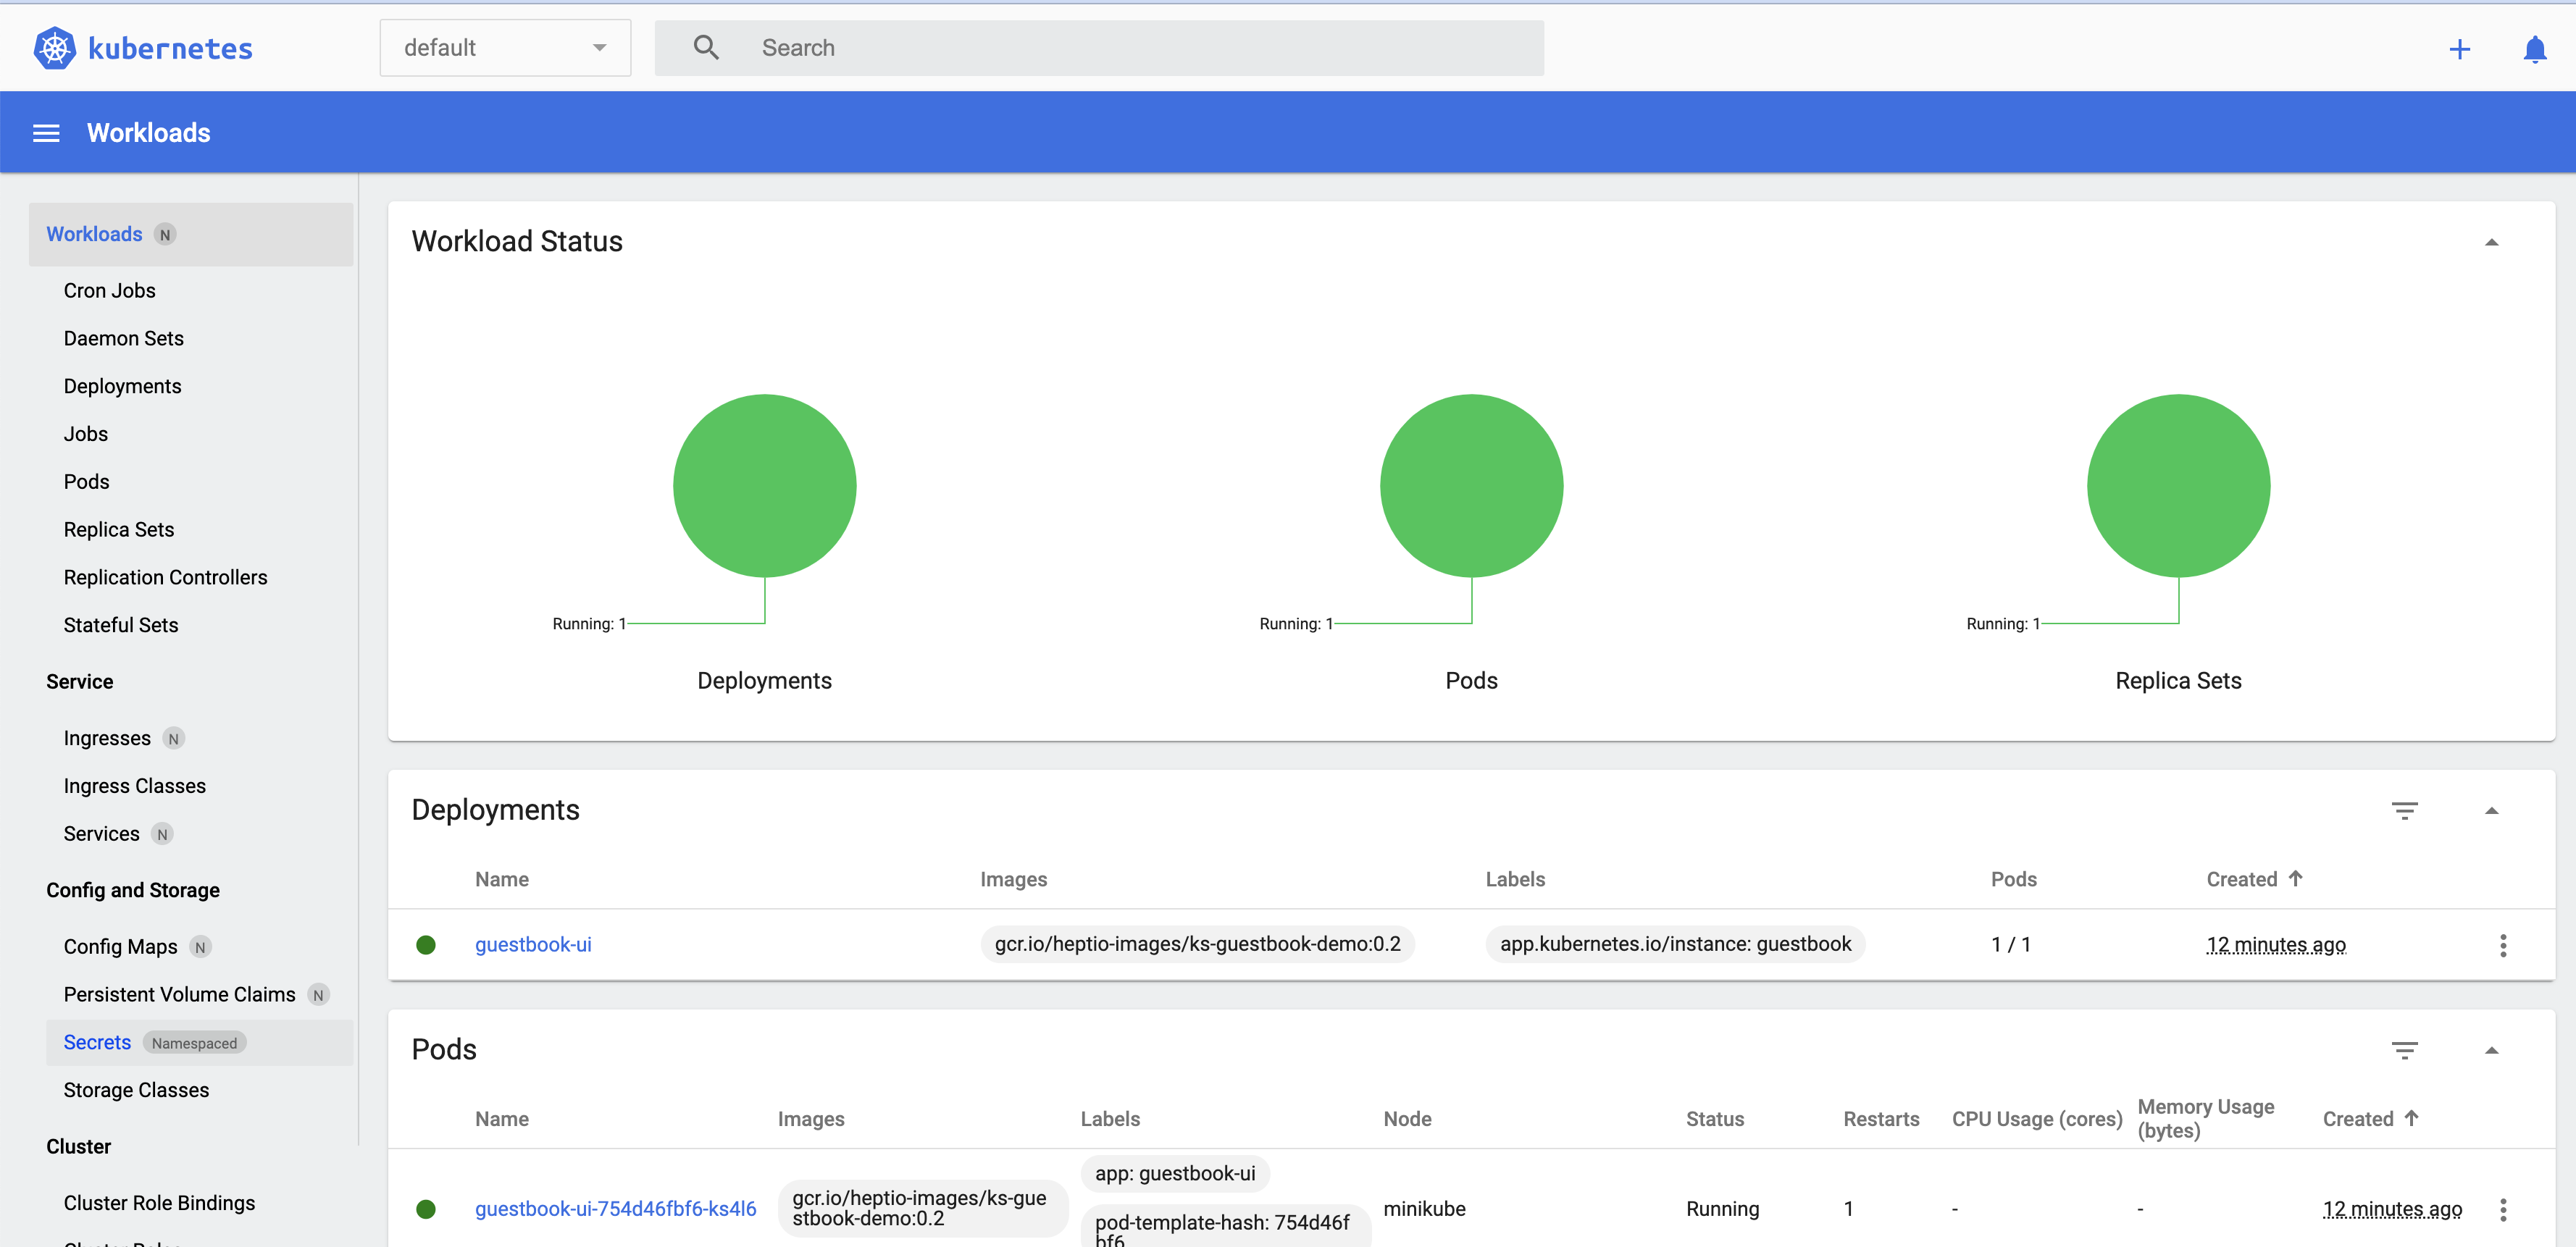 kubernetes
default
Search
Workloads
Workloads N
Cron Jobs
Daemon Sets
Deployments
Jobs
Pods
Replica Sets
Replication Controllers
Stateful Sets
Service
Ingresses N
Ingress Classes
Services N
Config and Storage
Config Maps N
Persistent Volume Claims N
Secrets Namespaced
Storage Classes
Cluster
Cluster Role Bindings
Cluster Roles
Workload Status
Running: 1
Deployments
Running: 1
Pods
Running: 1
Replica Sets
Deployments
Name Images Labels Pods Created
guestbook-ui gcr.io/heptio-images/ks-guestbook-demo:0.2 app.kubernetes.io/instance: guestbook 1 / 1 12 minutes ago
Pods
Name Images Labels Node Status Restarts CPU Usage (cores) Memory Usage
(bytes) Created
guestbook-ui-754d46fbf6-ks4l6
gcr.io/heptio-images/ks-gue
stbook-demo:0.2
app: guestbook-ui
pod-template-hash: 754d46f
bf6
minikube Running 1 - - 12 minutes ago